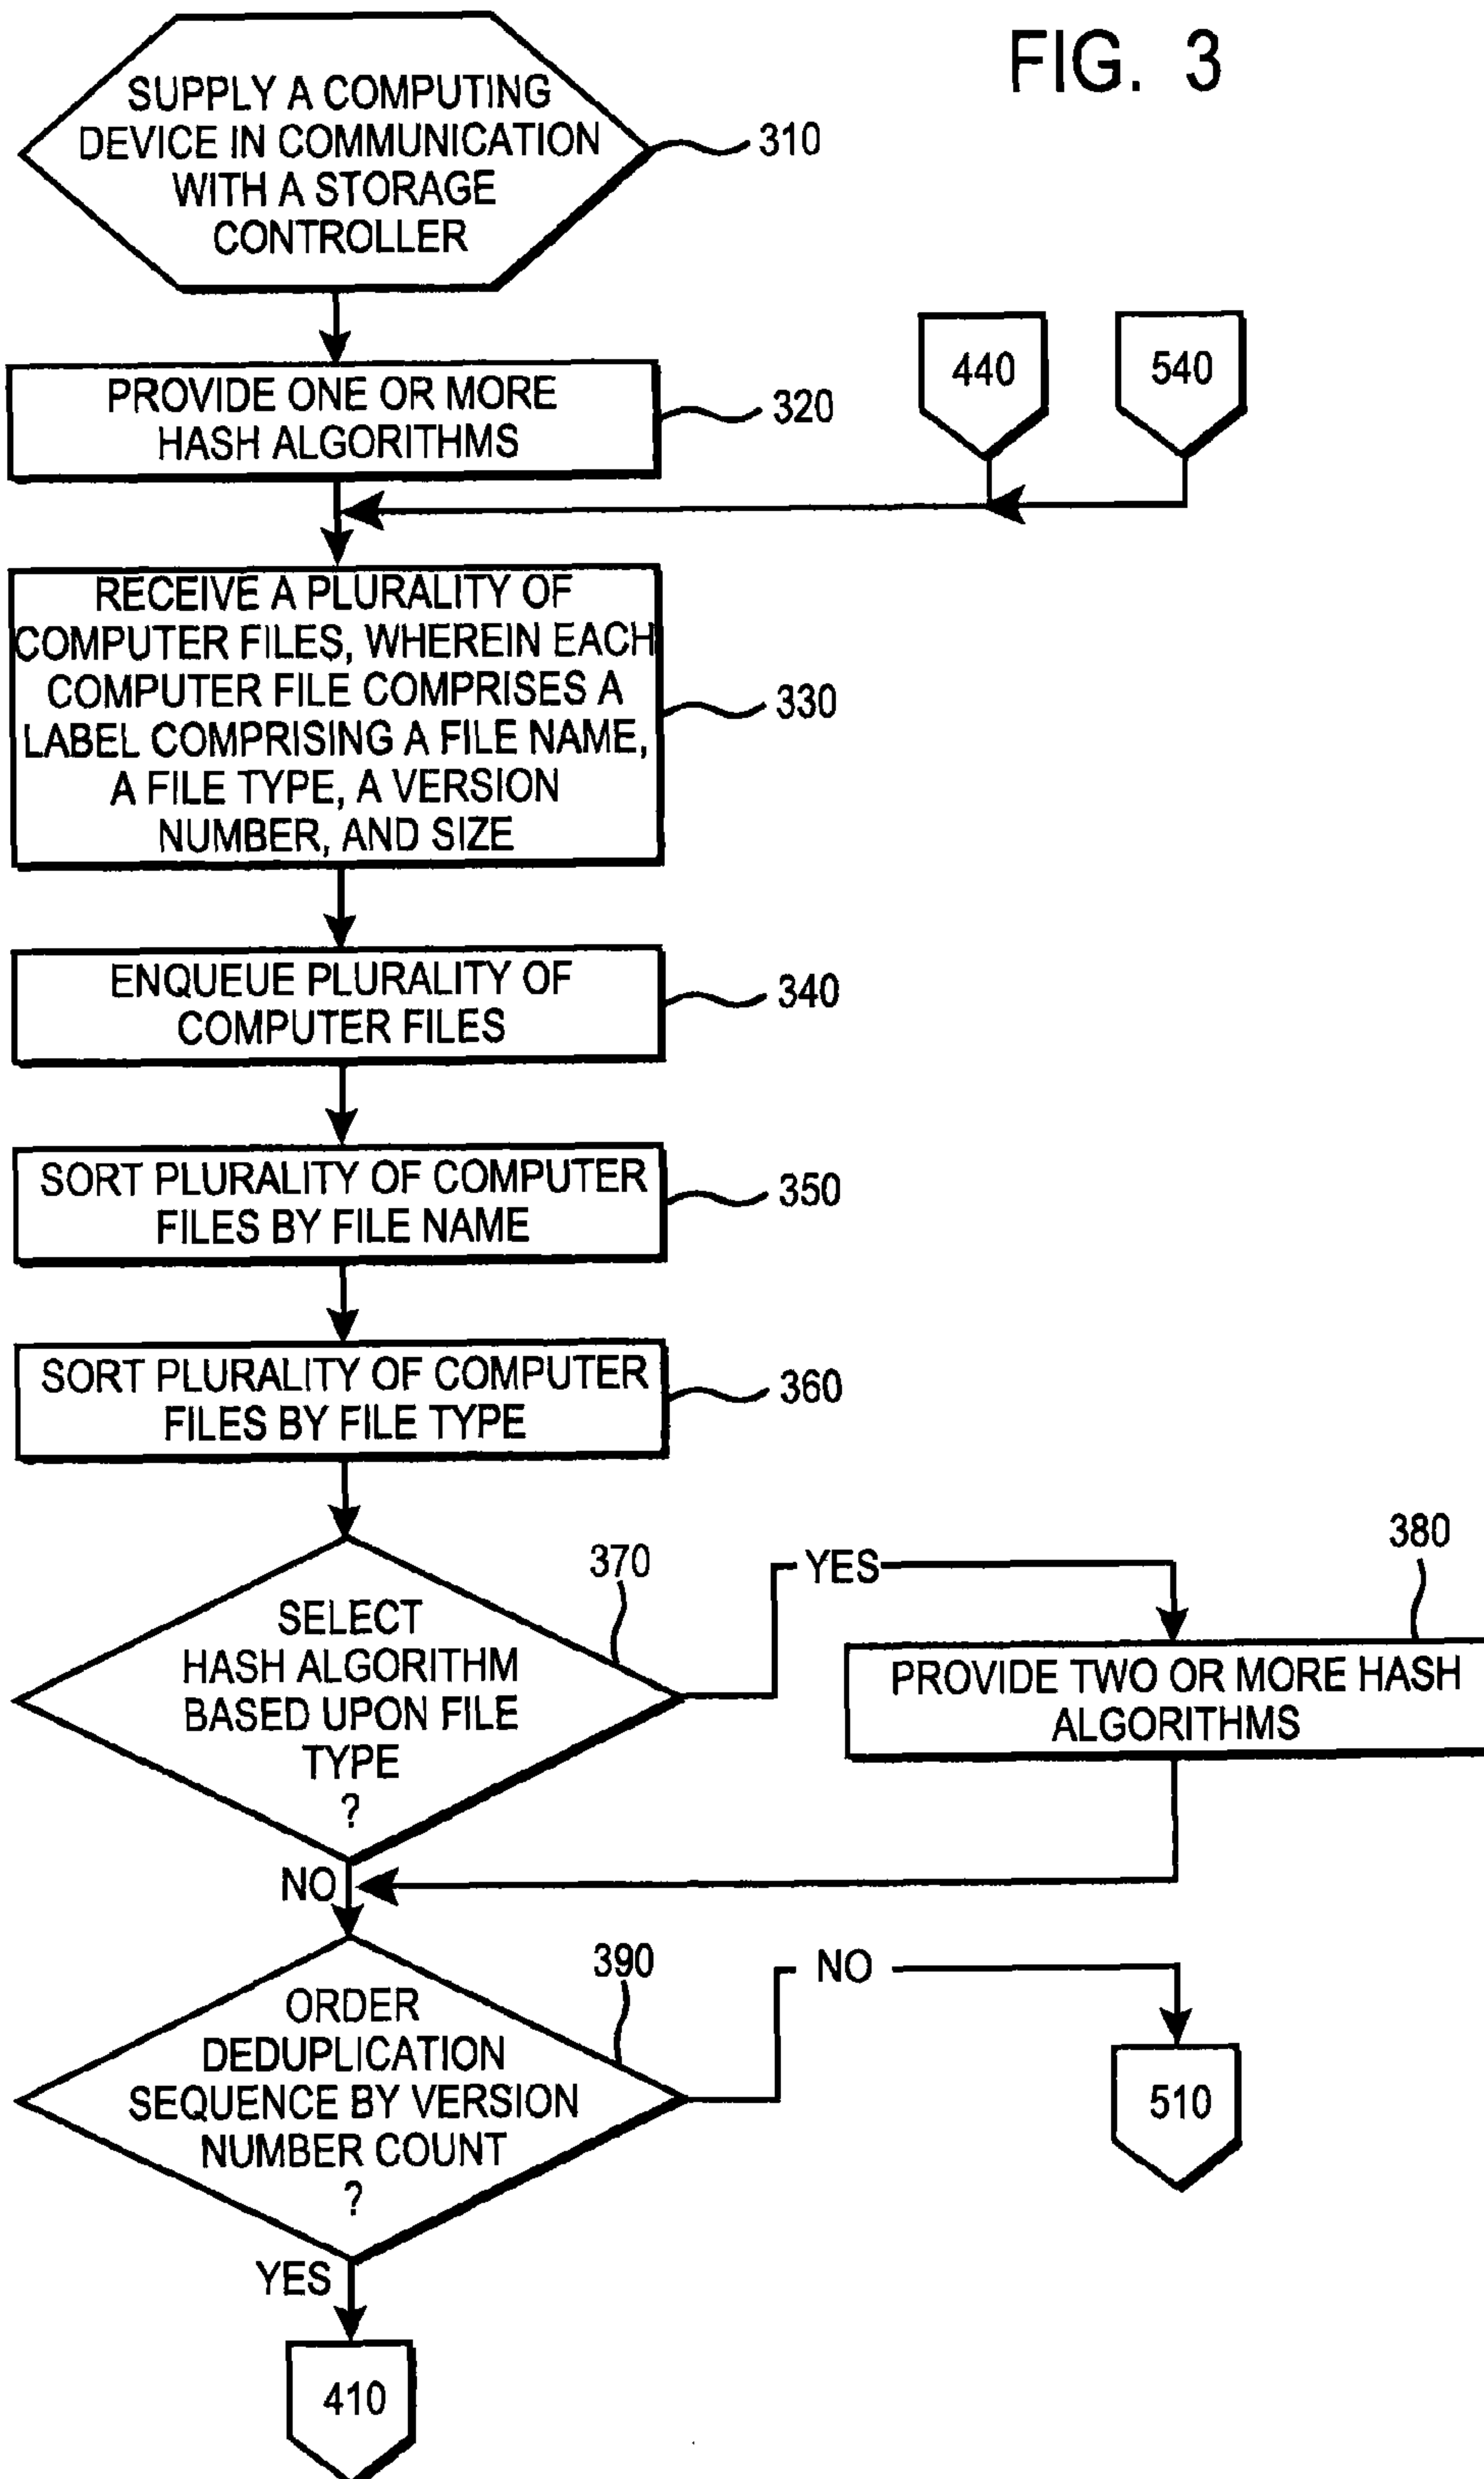 FIG. 3
SUPPLY A COMPUTING
DEVICE IN COMMUNICATION
WITH A STORAGE
CONTROLLER
310
PROVIDE ONE OR MORE
HASH ALGORITHMS
320
440
540
RECEIVE A PLURALITY OF
COMPUTER FILES, WHEREIN EACH
COMPUTER FILE COMPRISES A
LABEL COMPRISING A FILE NAME,
A FILE TYPE, A VERSION
NUMBER, AND SIZE
330
ENQUEUE PLURALITY OF
COMPUTER FILES
340
SORT PLURALITY OF COMPUTER
FILES BY FILE NAME
350
SORT PLURALITY OF COMPUTER
FILES BY FILE TYPE
360
SELECT
HASH ALGORITHM
BASED UPON FILE
TYPE
?
370
YES
380
PROVIDE TWO OR MORE HASH
ALGORITHMS
NO
ORDER
DEDUPLICATION
SEQUENCE BY VERSION
NUMBER COUNT
?
390
NO
510
YES
410